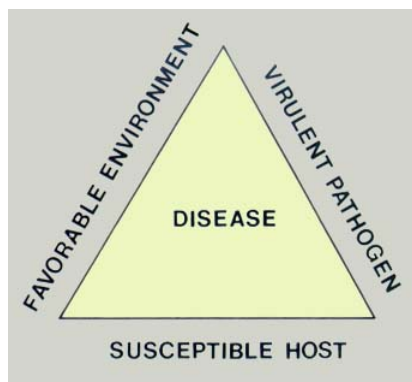 FAVORABLE ENVIRONMENT
VIRULENT PATHOGEN
DISEASE
SUSCEPTIBLE HOST